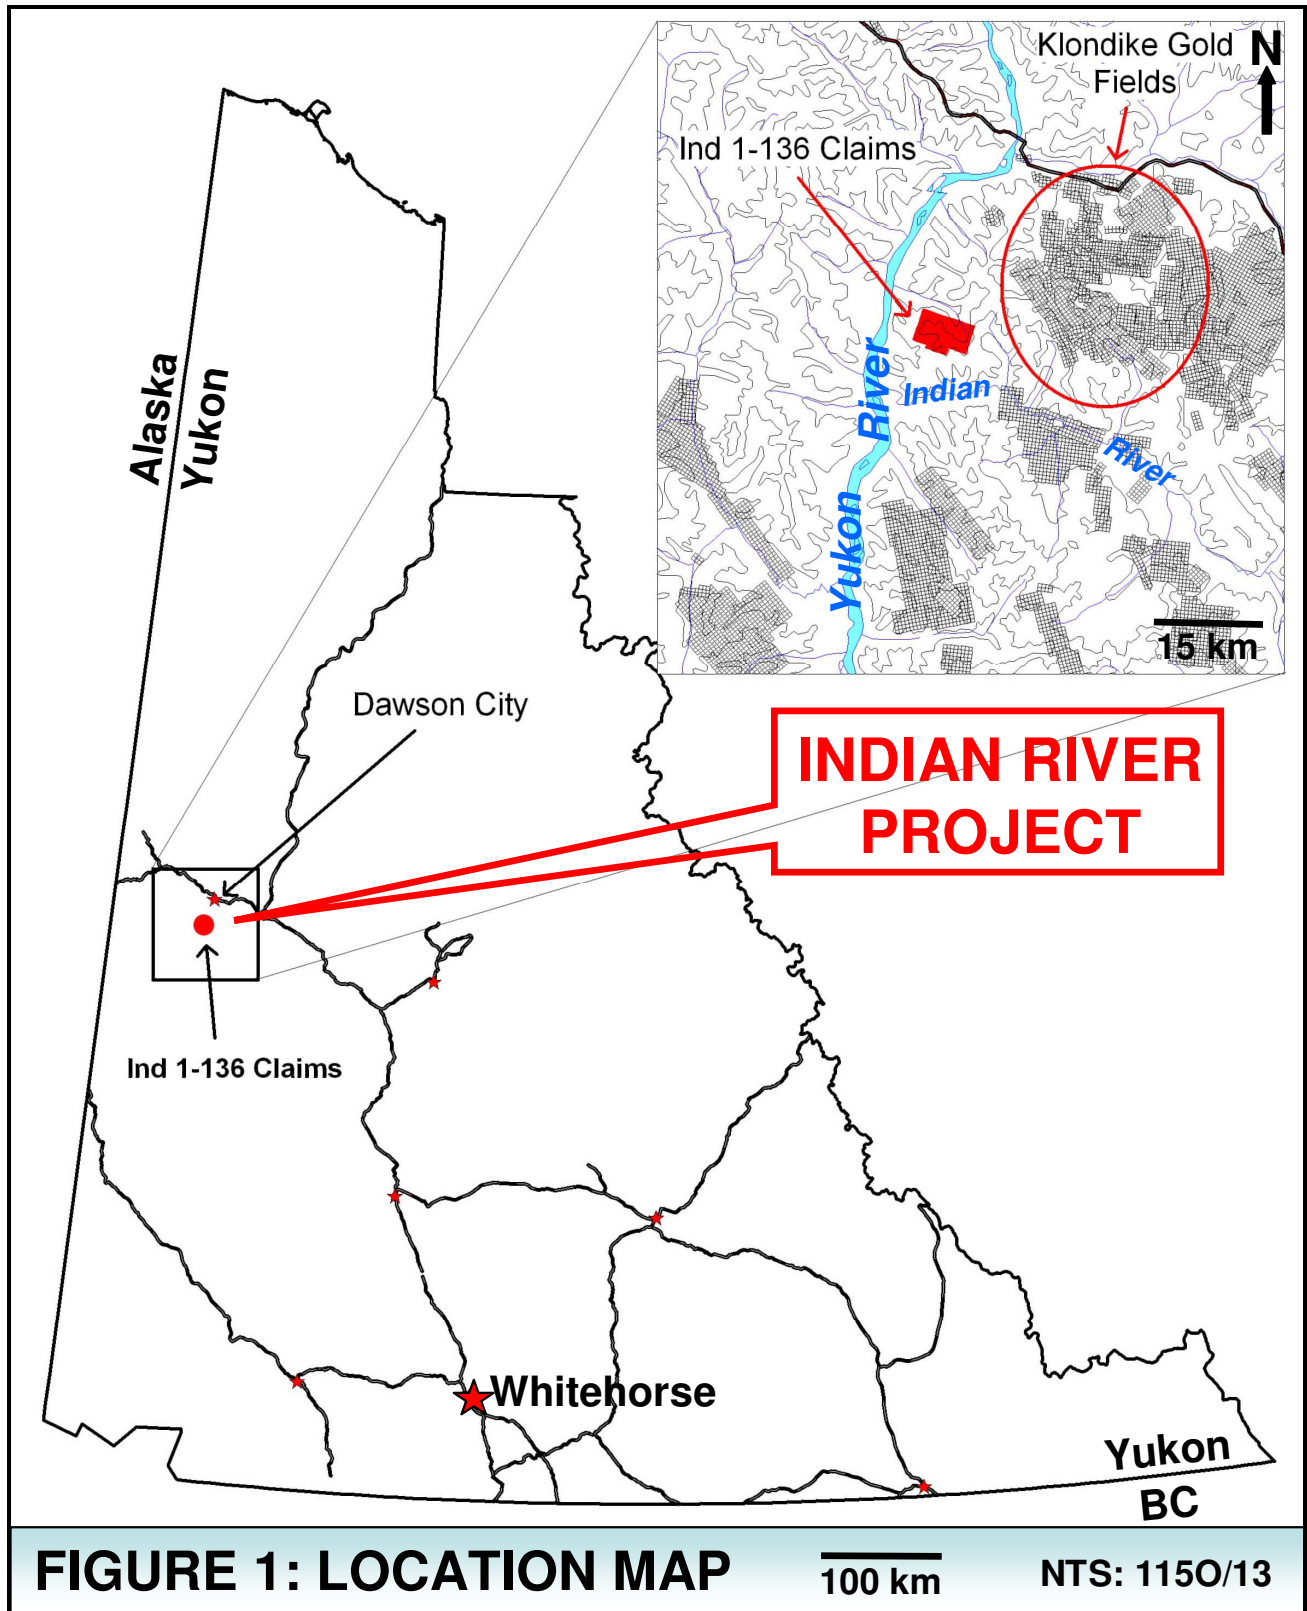 Klondike Gold
Fields
N
Ind 1-136 Claims
Yukon River
Indian River
15 km
Alaska
Yukon
Dawson City
INDIAN RIVER
PROJECT
Ind 1-136 Claims
Whitehorse
Yukon
BC
FIGURE 1: LOCATION MAP
100 km
NTS: 115O/13